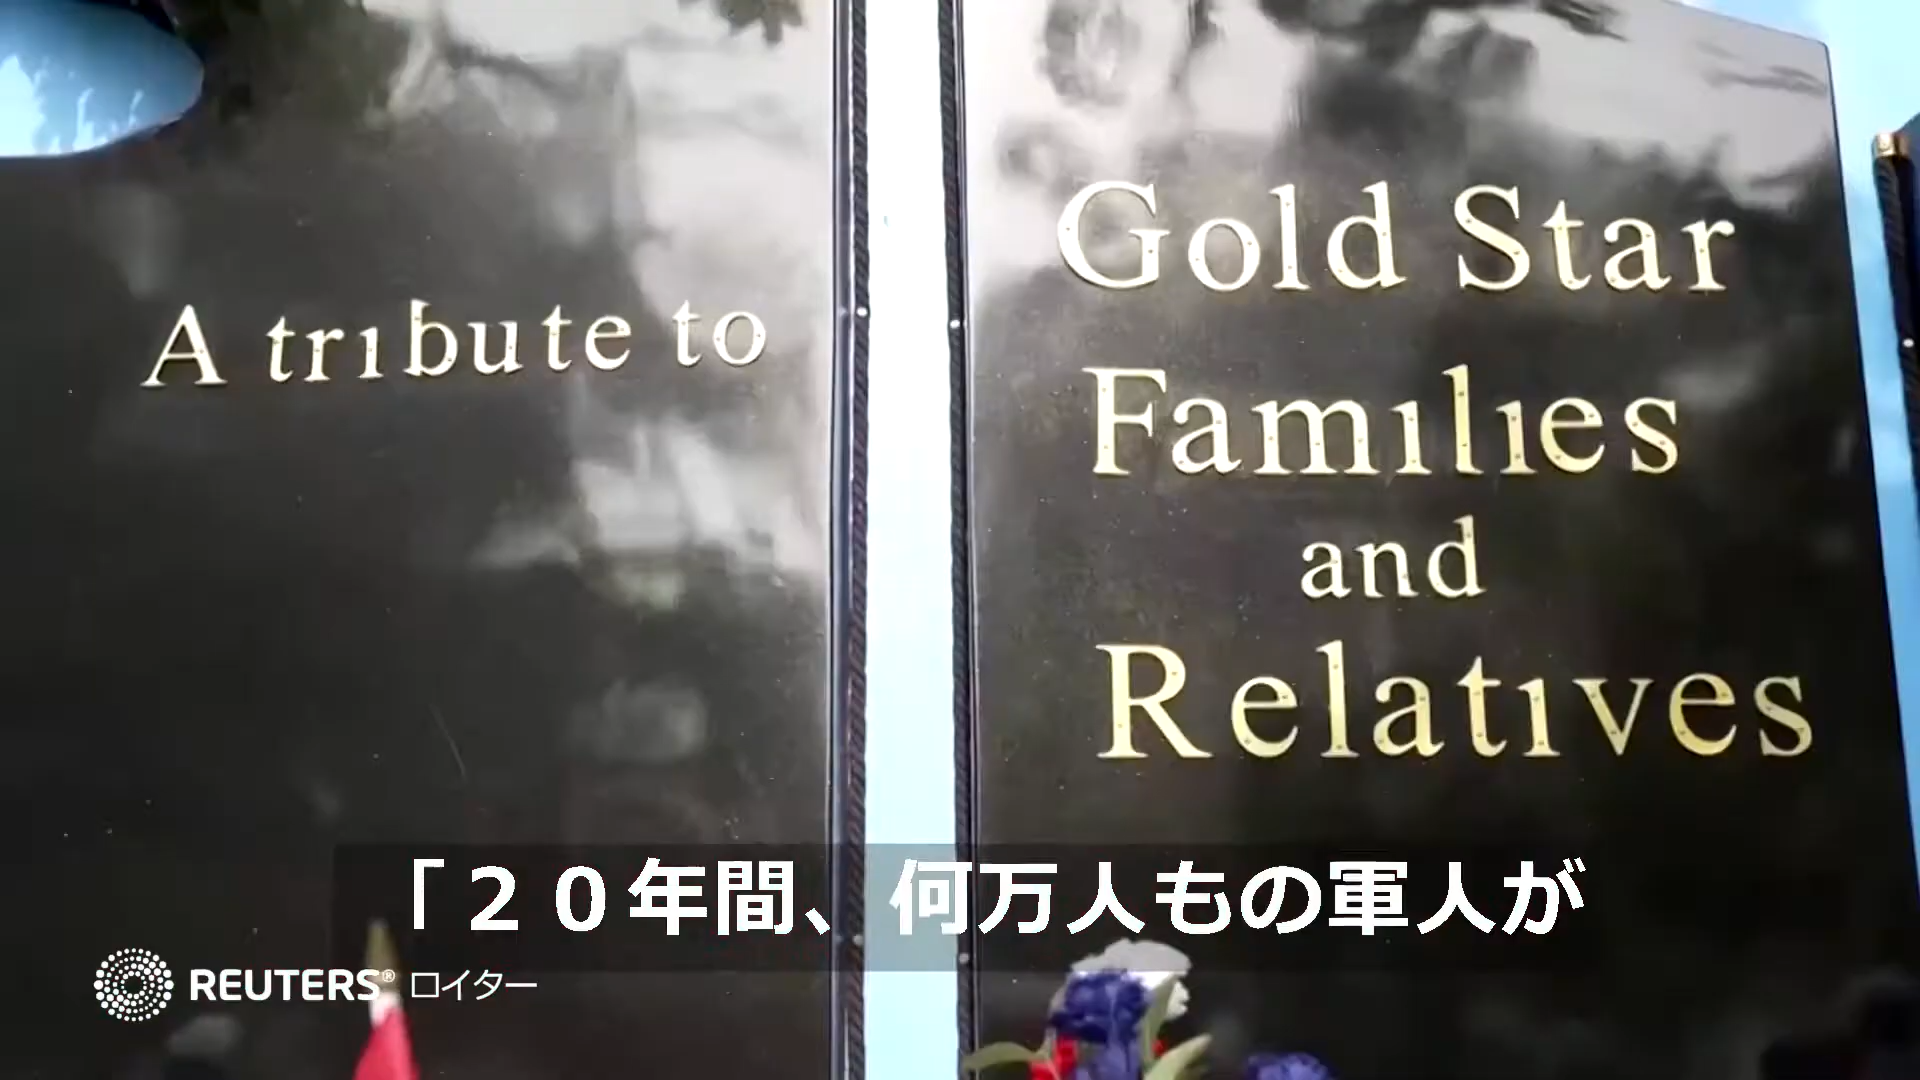 A tribute to
Gold Star
Families
and
Relatives
「２０年間、何万人もの軍人が
REUTERS® ロイター